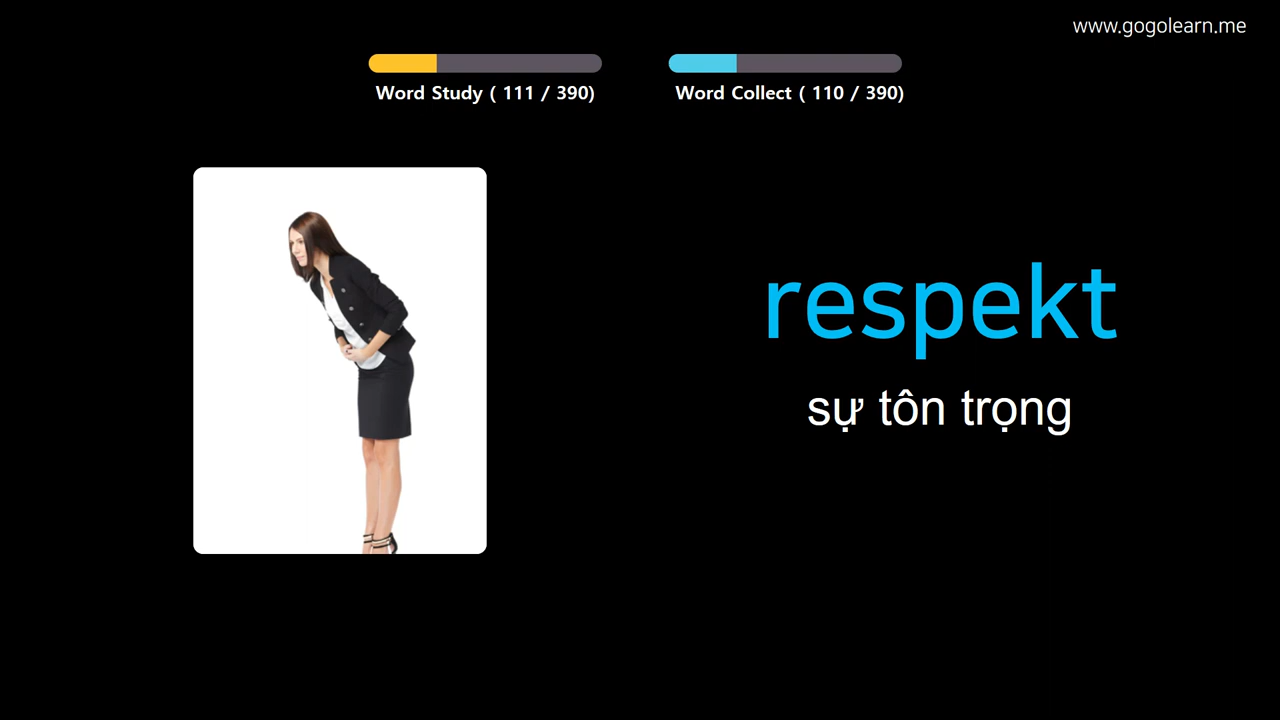 www.gogolearn.me
Word Study ( 111 / 390)
Word Collect ( 110 / 390)
respekt
sự tôn trọng